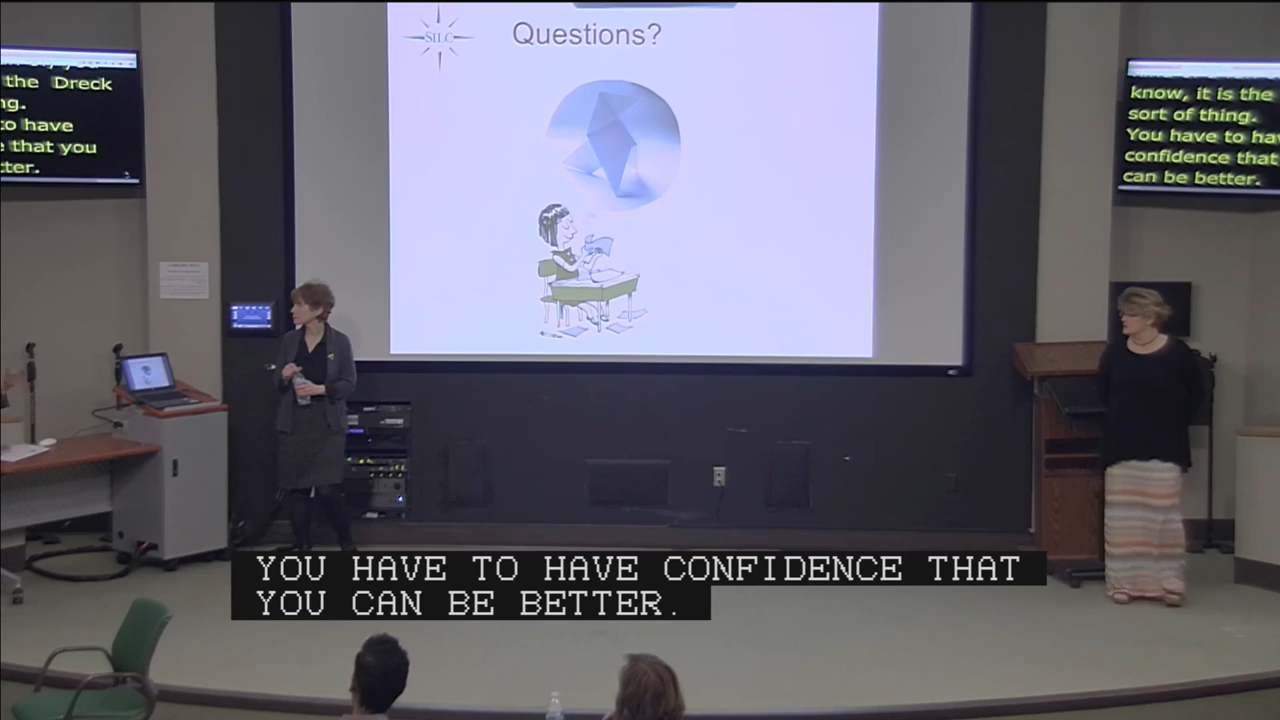 SILC
Questions?
the Dreck
ng.
to have
that you
tter.
know, it is the
sort of thing.
You have to hav
confidence that
can be better.
YOU HAVE TO HAVE CONFIDENCE THAT
YOU CAN BE BETTER.